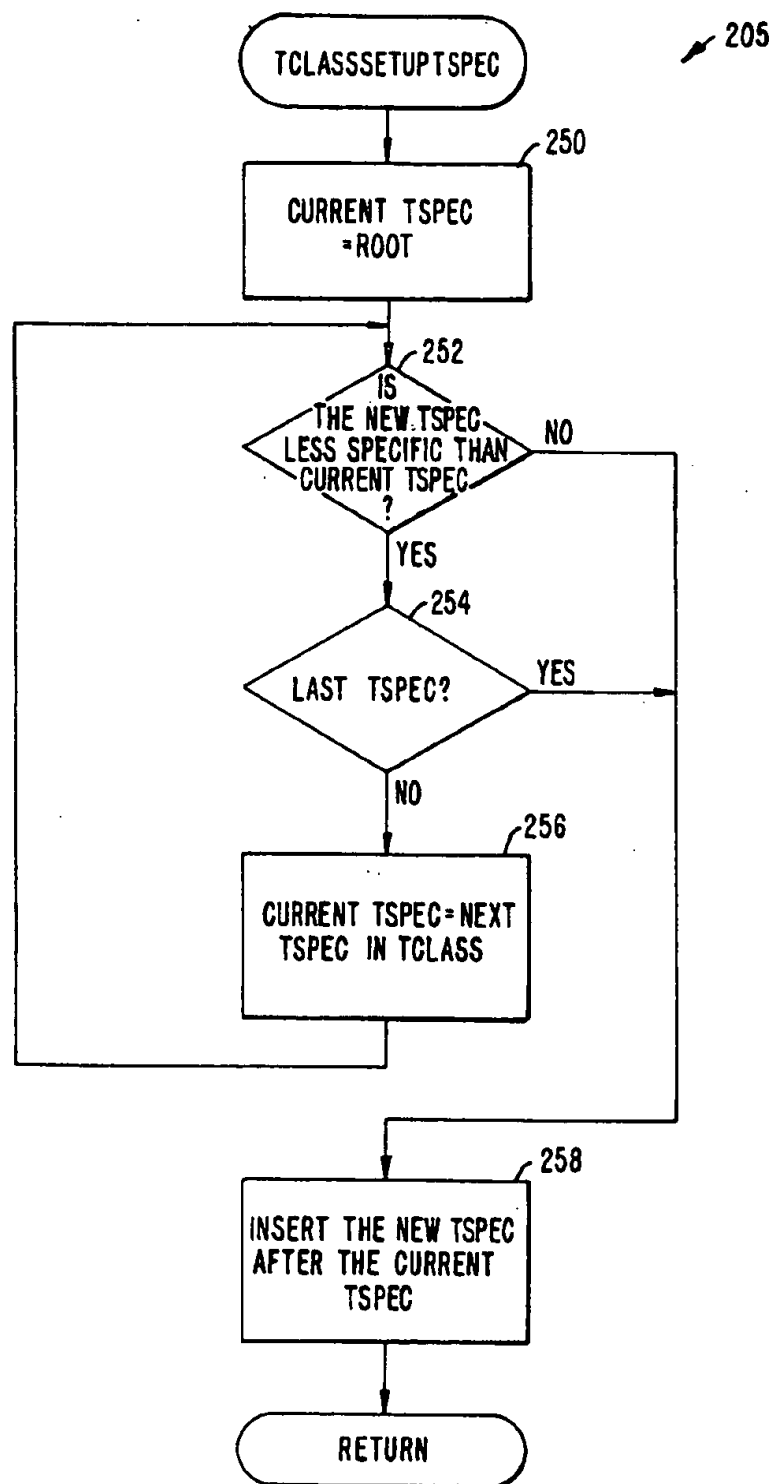 205
TCLASSSETUPTSPEC
250
CURRENT TSPEC
=ROOT
252
IS
THE NEW TSPEC
LESS SPECIFIC THAN
CURRENT TSPEC
?
NO
YES
254
LAST TSPEC?
YES
NO
256
CURRENT TSPEC=NEXT
TSPEC IN TCLASS
258
INSERT THE NEW TSPEC
AFTER THE CURRENT
TSPEC
RETURN